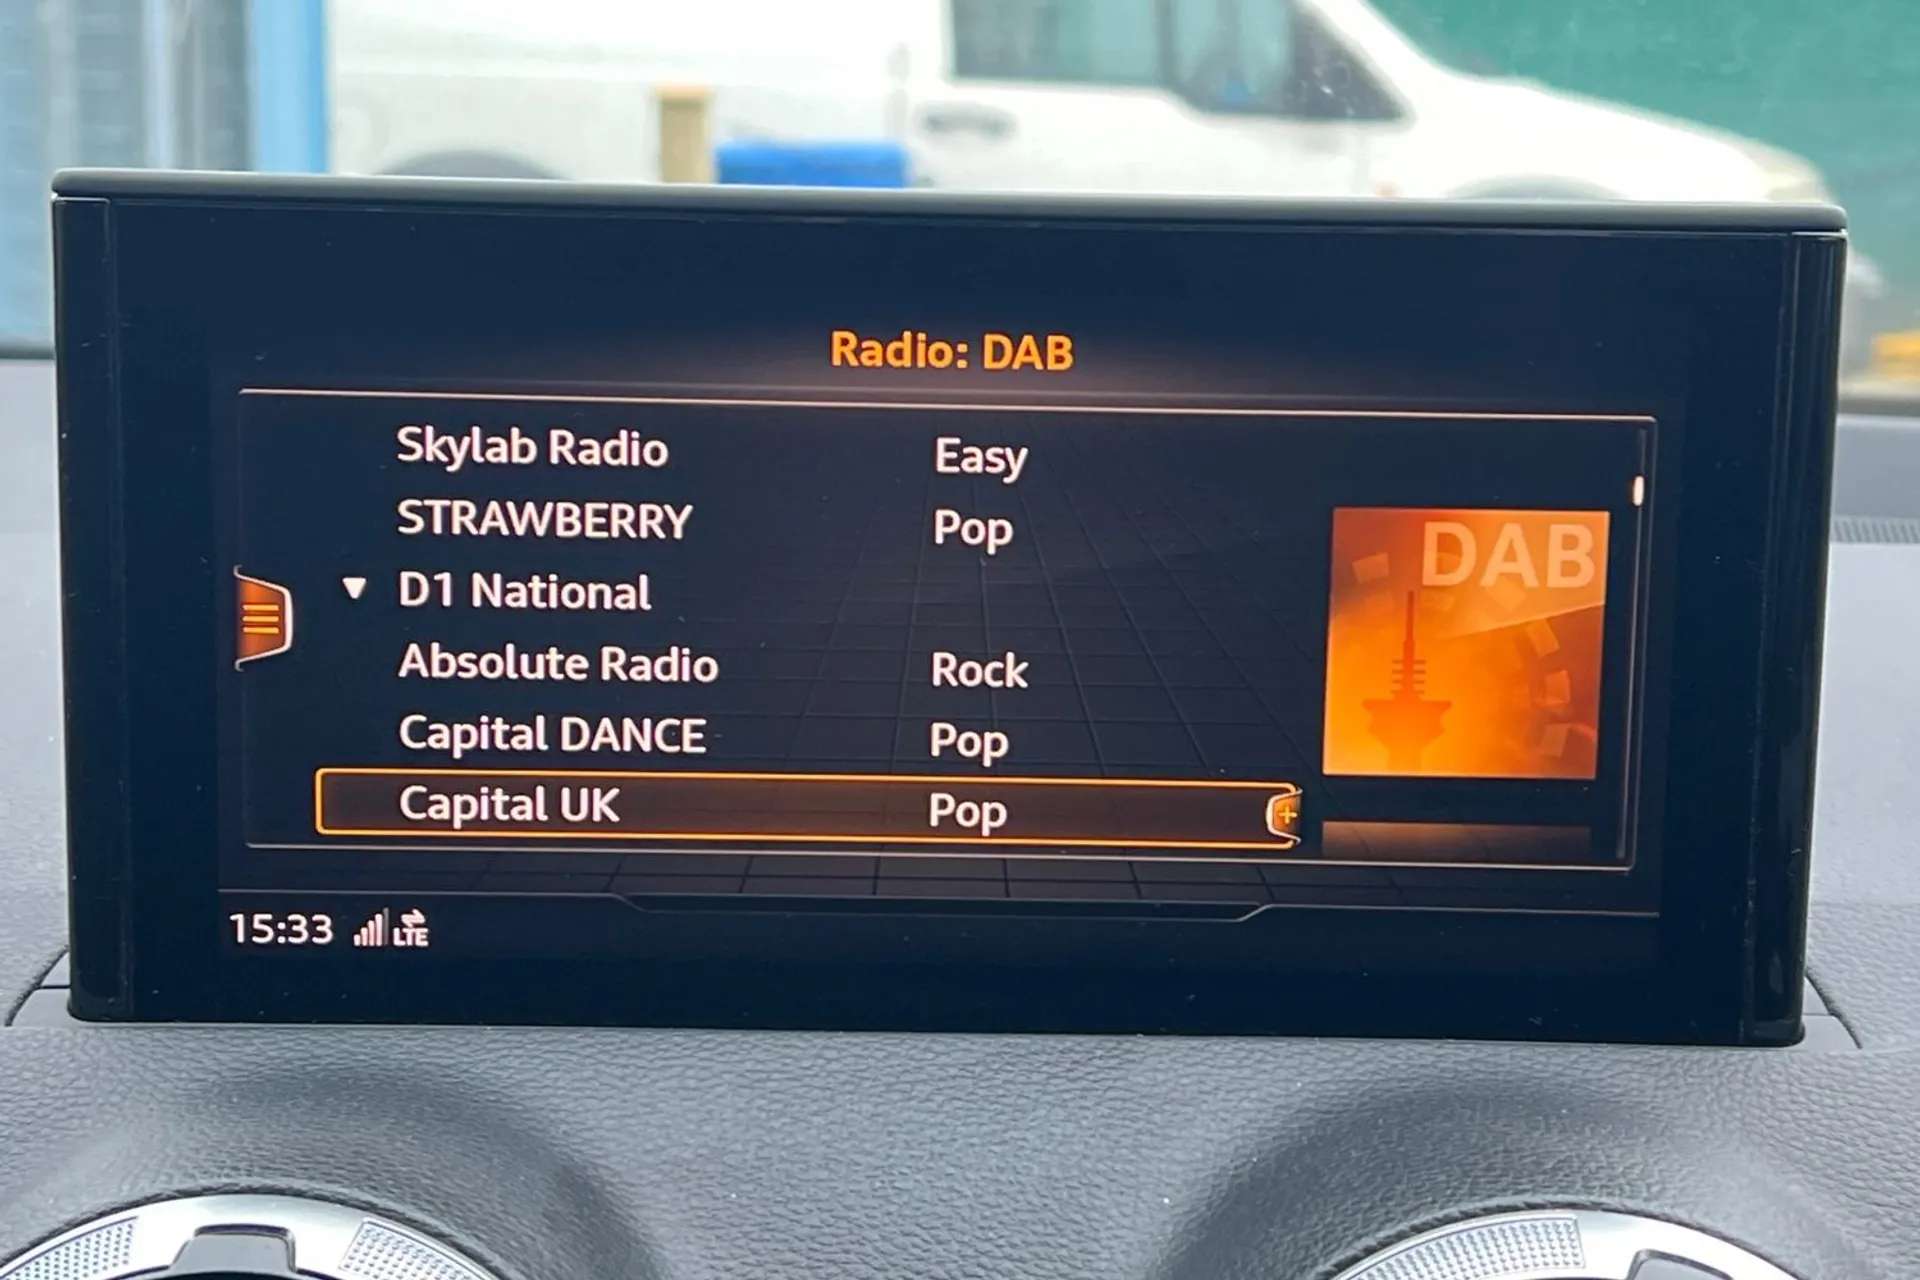 Radio: DAB
Skylab Radio Easy
STRAWBERRY Pop
D1 National
Absolute Radio Rock
Capital DANCE Pop
Capital UK Pop
DAB
15:33 LTE